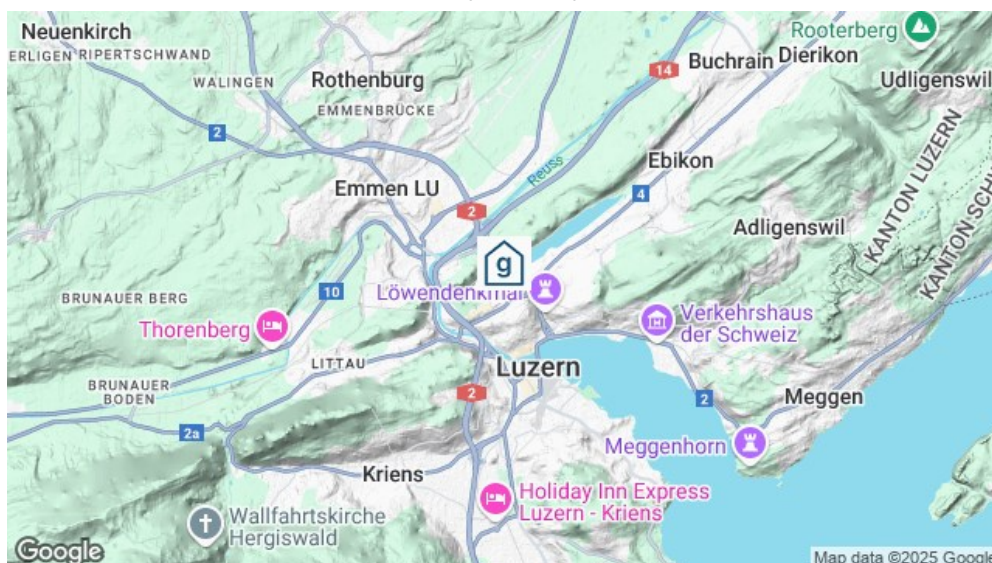 Neuenkirch
ERLIGEN RIPERTSCHWAND
WALINGEN
Rothenburg
EMMENBRÜCKE
Rooterberg
Buchrain Dierikon
Udligenswil
14
2
Reuss
Ebikon
4
Emmen LU
2
Adligenswil
KANTON LUZERN
KANTON SCHW
g
Löwendenkmal
BRUNAUER BERG
10
Thorenberg
Verkehrshaus
der Schweiz
LITTAU
Luzern
BRUNAUER
BODEN
2
2
Meggen
2a
Meggenhorn
Kriens
Holiday Inn Express
Luzern - Kriens
Wallfahrtskirche
Hergiswald
Google
Map data ©2025 Google